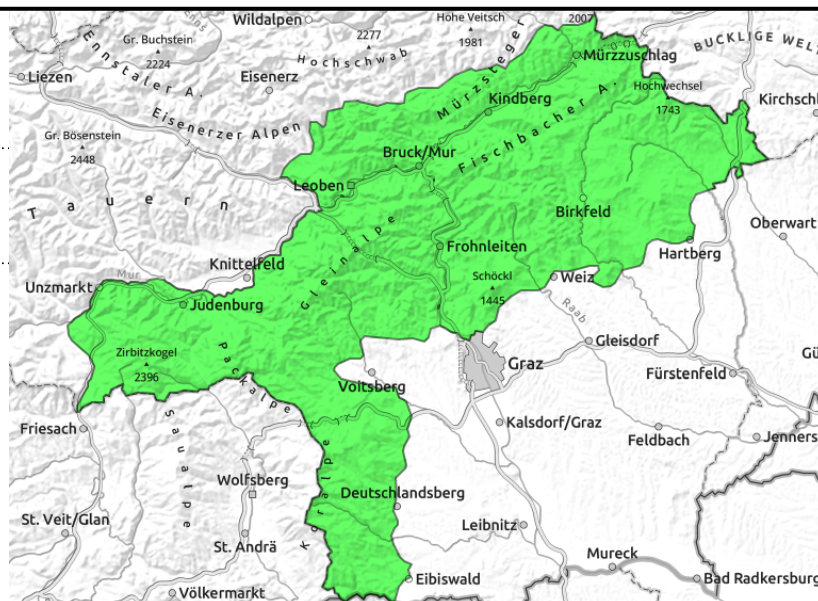 Wildalpen
Hohe Veitsch
1981
2007
Gr. Buchstein
2224
2277
Hochschwab
Mürzzuschlag
BUCKLIGE WELT
Liezen
Ennstaler A.
Enns
Eisenerz
Mürzsteger
Hochwechsel
1743
Kirchschl
Kindberg
Eisenerzer Alpen
Fischbacher A.
Gr. Bösenstein
2448
Bruck/Mur
Leoben
Tauern
Birkfeld
Oberwart
Frohnleiten
Hartberg
Knittelfeld
Gleinalpe
Schöckl
1445
Weiz
Unzmarkt
Mur
Judenburg
Raab
Gleisdorf
Zirbitzkogel
2396
Packalpe
Graz
Gü
Voitsberg
Fürstenfeld
Friesach
Saualpe
Kalsdorf/Graz
Feldbach
Jenners
Wolfsberg
Koralpe
Deutschlandsberg
St. Veit/Glan
Leibnitz
St. Andrä
Mureck
Eibiswald
Bad Radkersburg
Völkermarkt